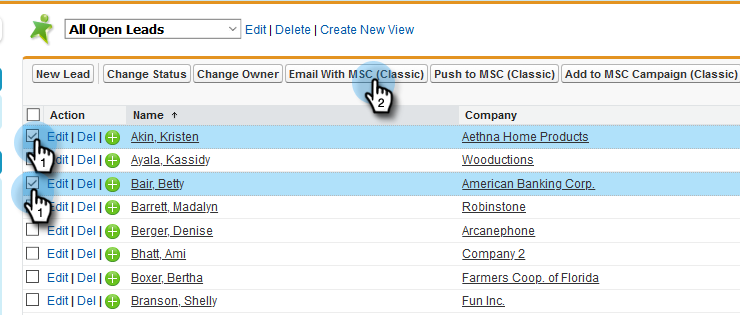 All Open Leads Edit | Delete | Create New View
New Lead Change Status Change Owner Email With MSC (Classic) Push to MSC (Classic) Add to MSC Campaign (Classic)
2
Action Name Company
Edit | Del | Akin, Kristen Aethna Home Products
1
Edit | Del | Ayala, Kassidy Wooductions
Edit | Del | Bair, Betty American Banking Corp.
1
Edit | Del | Barrett, Madalyn Robinstone
Edit | Del | Berger, Denise Arcanephone
Edit | Del | Bhatt, Ami Company 2
Edit | Del | Boxer, Bertha Farmers Coop. of Florida
Edit | Del | Branson, Shelly Fun Inc.